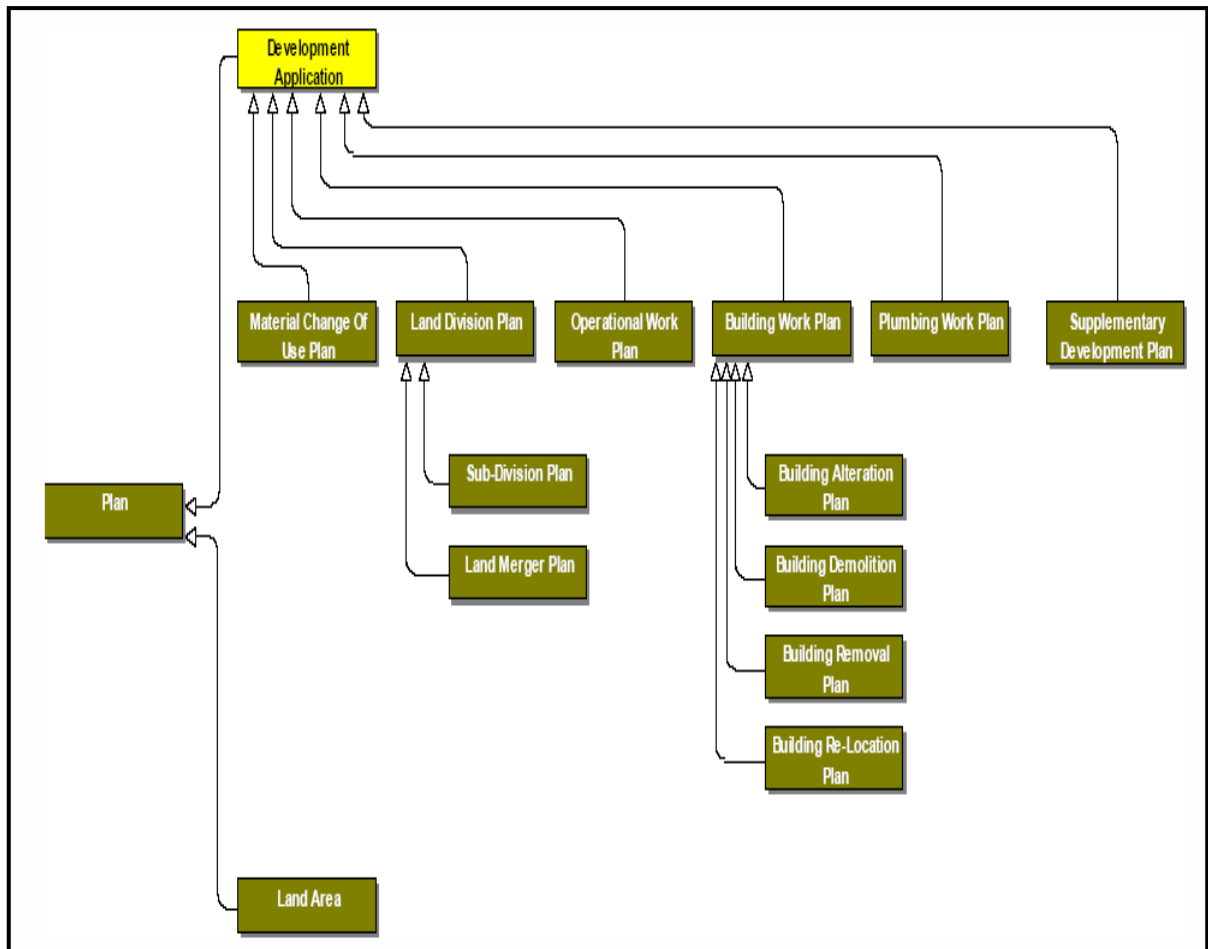 Development
Application
Material Change Of
Use Plan
Land Division Plan
Operational Work
Plan
Building Work Plan
Plumbing Work Plan
Supplementary
Development Plan
Sub-Division Plan
Building Alteration
Plan
Plan
Land Merger Plan
Building Demolition
Plan
Building Removal
Plan
Building Re-Location
Plan
Land Area